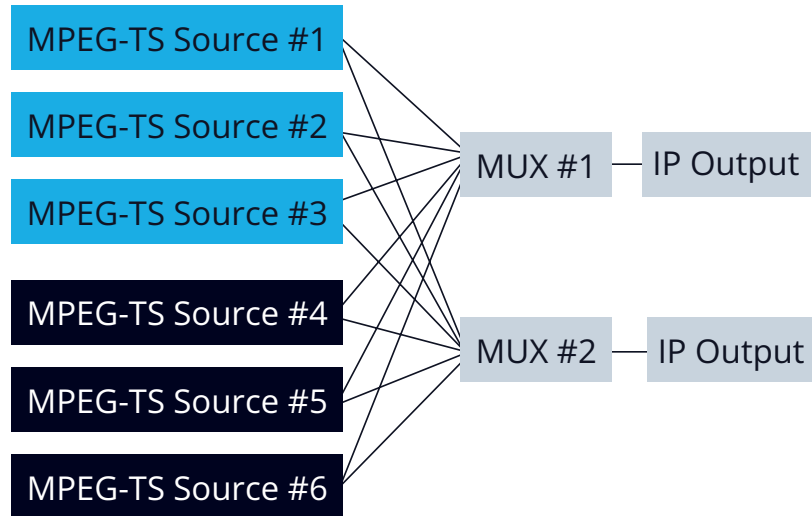 MPEG-TS Source #1
MPEG-TS Source #2
MPEG-TS Source #3
MPEG-TS Source #4
MPEG-TS Source #5
MPEG-TS Source #6
MUX #1
IP Output
MUX #2
IP Output